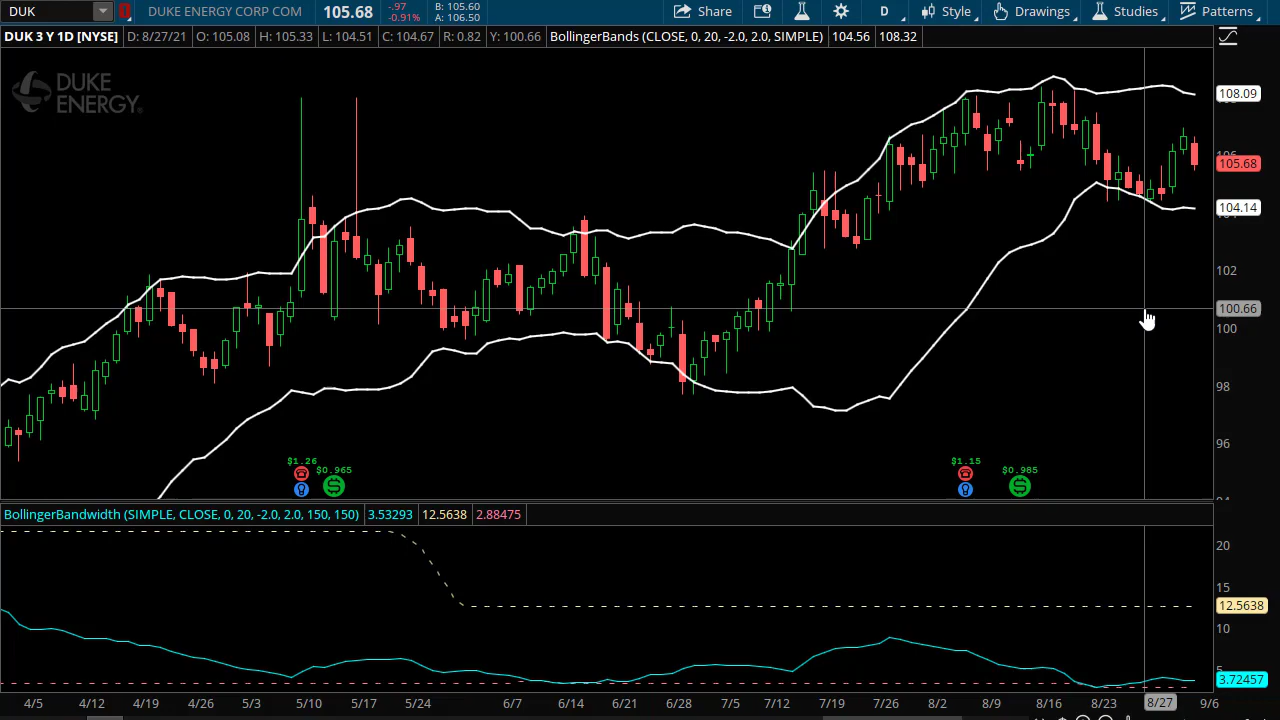 DUK DUKE ENERGY CORP COM 105.68 -.97 -0.91% B: 105.60 A: 106.50 Share D Style Drawings Studies Patterns
DUK 3 Y 1D [NYSE] D: 8/27/21 O: 105.08 H: 105.33 L: 104.51 C: 104.67 R: 0.82 Y: 100.66 BollingerBands (CLOSE, 0, 20, -2.0, 2.0, SIMPLE) 104.56 108.32
DUKE
ENERGY
108.09
106
105.68
104.14
102
100.66
100
98
96
$1.26 $0.965 $1.15 $0.985
BollingerBandwidth (SIMPLE, CLOSE, 0, 20, -2.0, 2.0, 150, 150) 3.53293 12.5638 2.88475
20
15
12.5638
10
5
3.72457
4/5 4/12 4/19 4/26 5/3 5/10 5/17 5/24 6/7 6/14 6/21 6/28 7/12 7/19 7/26 8/2 8/9 8/16 8/23 8/27 9/6